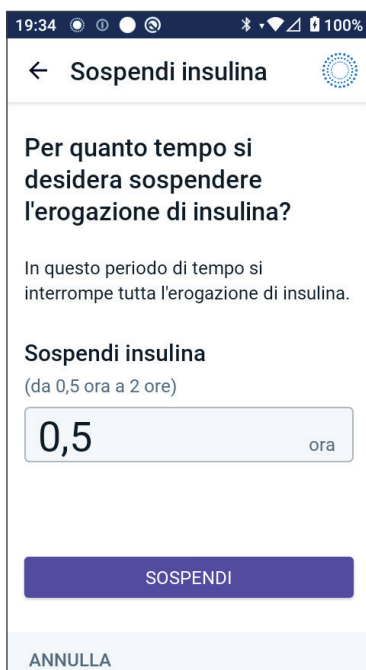 19:34 100%
Sospendi insulina
Per quanto tempo si
desidera sospendere
l'erogazione di insulina?
In questo periodo di tempo si
interrompe tutta l'erogazione di insulina.
Sospendi insulina
(da 0,5 ora a 2 ore)
0,5 ora
SOSPENDI
ANNULLA